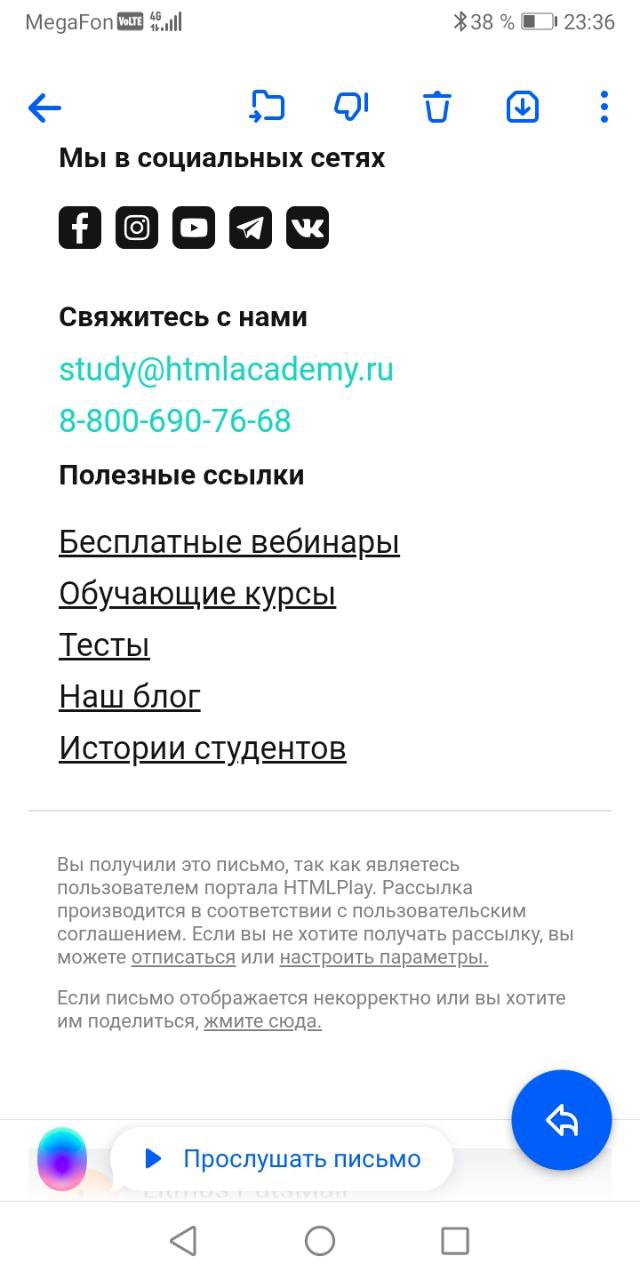 MegaFon VoLTE 4G 38 % 23:36
Мы в социальных сетях
Свяжитесь с нами
study@htmlacademy.ru
8-800-690-76-68
Полезные ссылки
Бесплатные вебинары
Обучающие курсы
Тесты
Наш блог
Истории студентов
Вы получили это письмо, так как являетесь
пользователем портала HTMLPlay. Рассылка
производится в соответствии с пользовательским
соглашением. Если вы не хотите получать рассылку, вы
можете отписаться или настроить параметры.
Если письмо отображается некорректно или вы хотите
им поделиться, жмите сюда.
Прослушать письмо